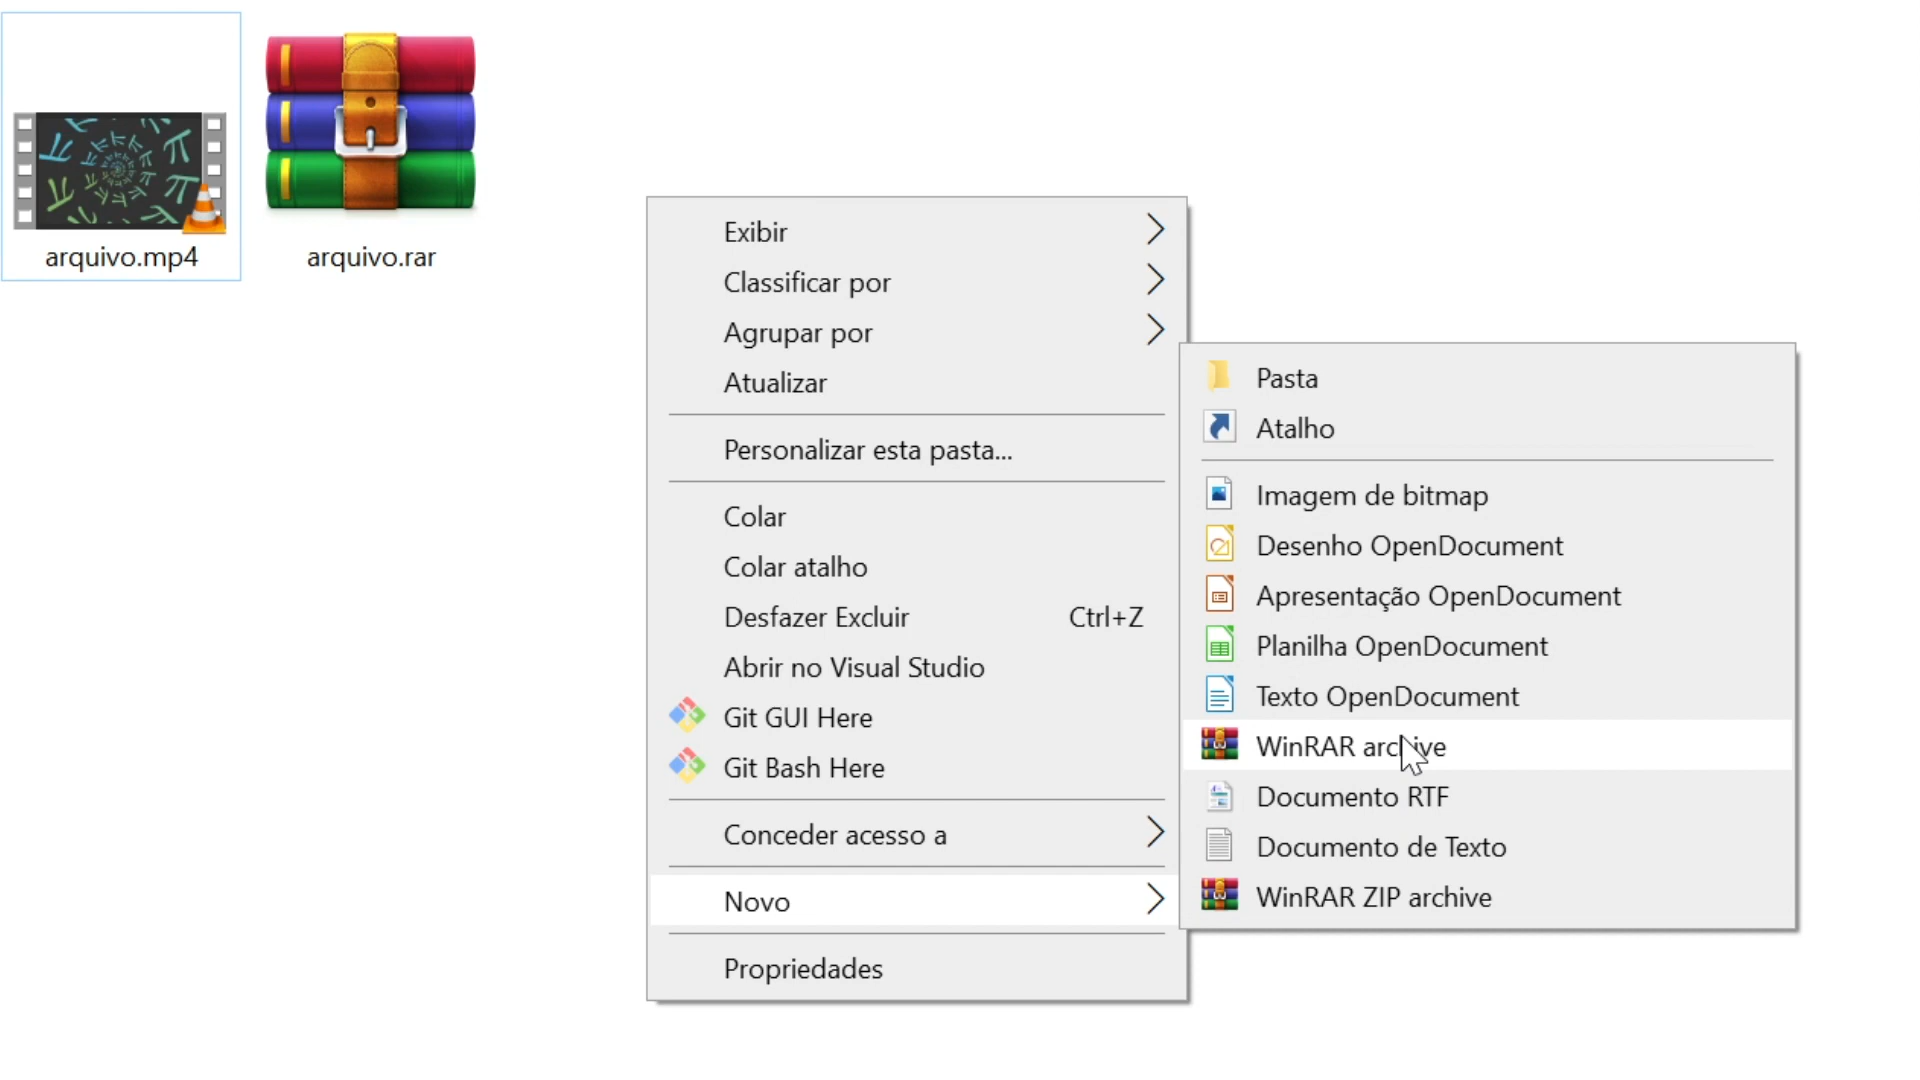 arquivo.mp4
arquivo.rar
Exibir
Classificar por
Agrupar por
Atualizar
Personalizar esta pasta...
Colar
Colar atalho
Desfazer Excluir Ctrl+Z
Abrir no Visual Studio
Git GUI Here
Git Bash Here
Conceder acesso a
Novo
Propriedades
Pasta
Atalho
Imagem de bitmap
Desenho OpenDocument
Apresentação OpenDocument
Planilha OpenDocument
Texto OpenDocument
WinRAR archive
Documento RTF
Documento de Texto
WinRAR ZIP archive